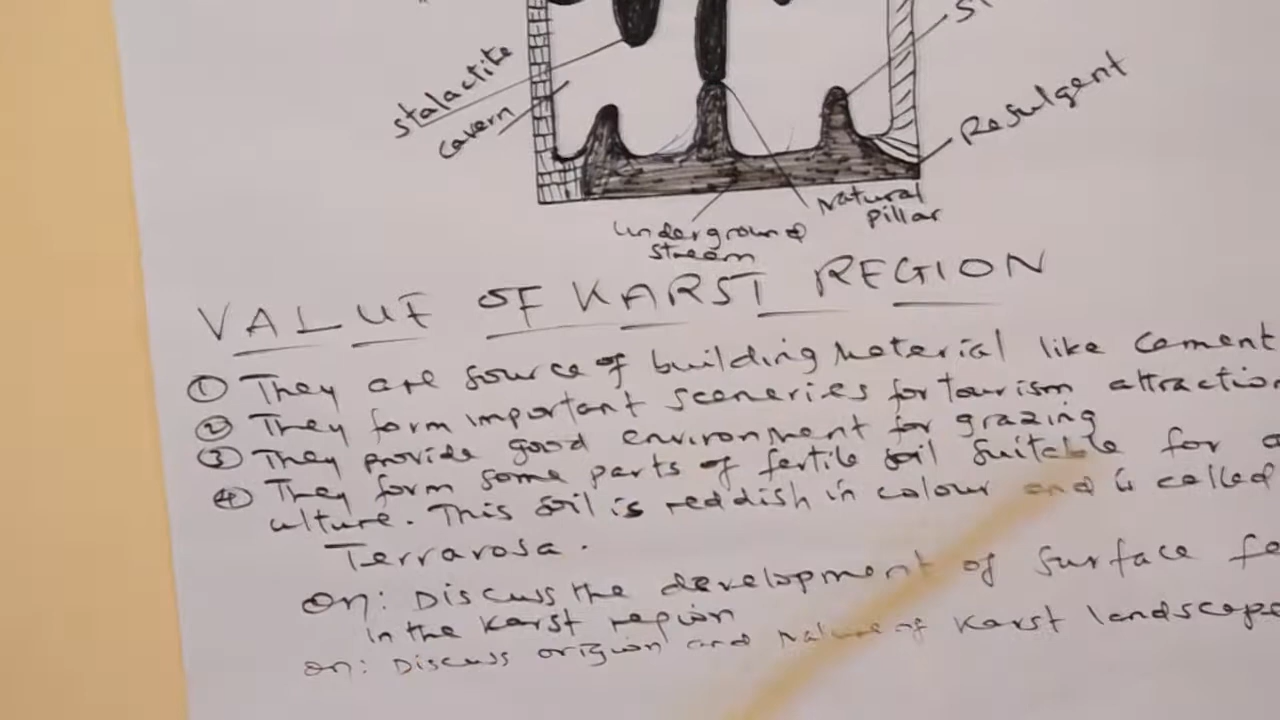 stalactite
cavern
Resulgent
Natural
pillar
underground
stream
VALUE OF KARST REGION
① They are source of building material like cement
② They form important sceneries for tourism attraction
③ They provide good environment for grazing
④ They form some parts of fertile soil suitable for
ulture. This soil is reddish in colour and is called
Terrarosa.
Qn: Discuss the development of surface
in the Karst region
Qn: Discuss origion and nature of Karst landscape